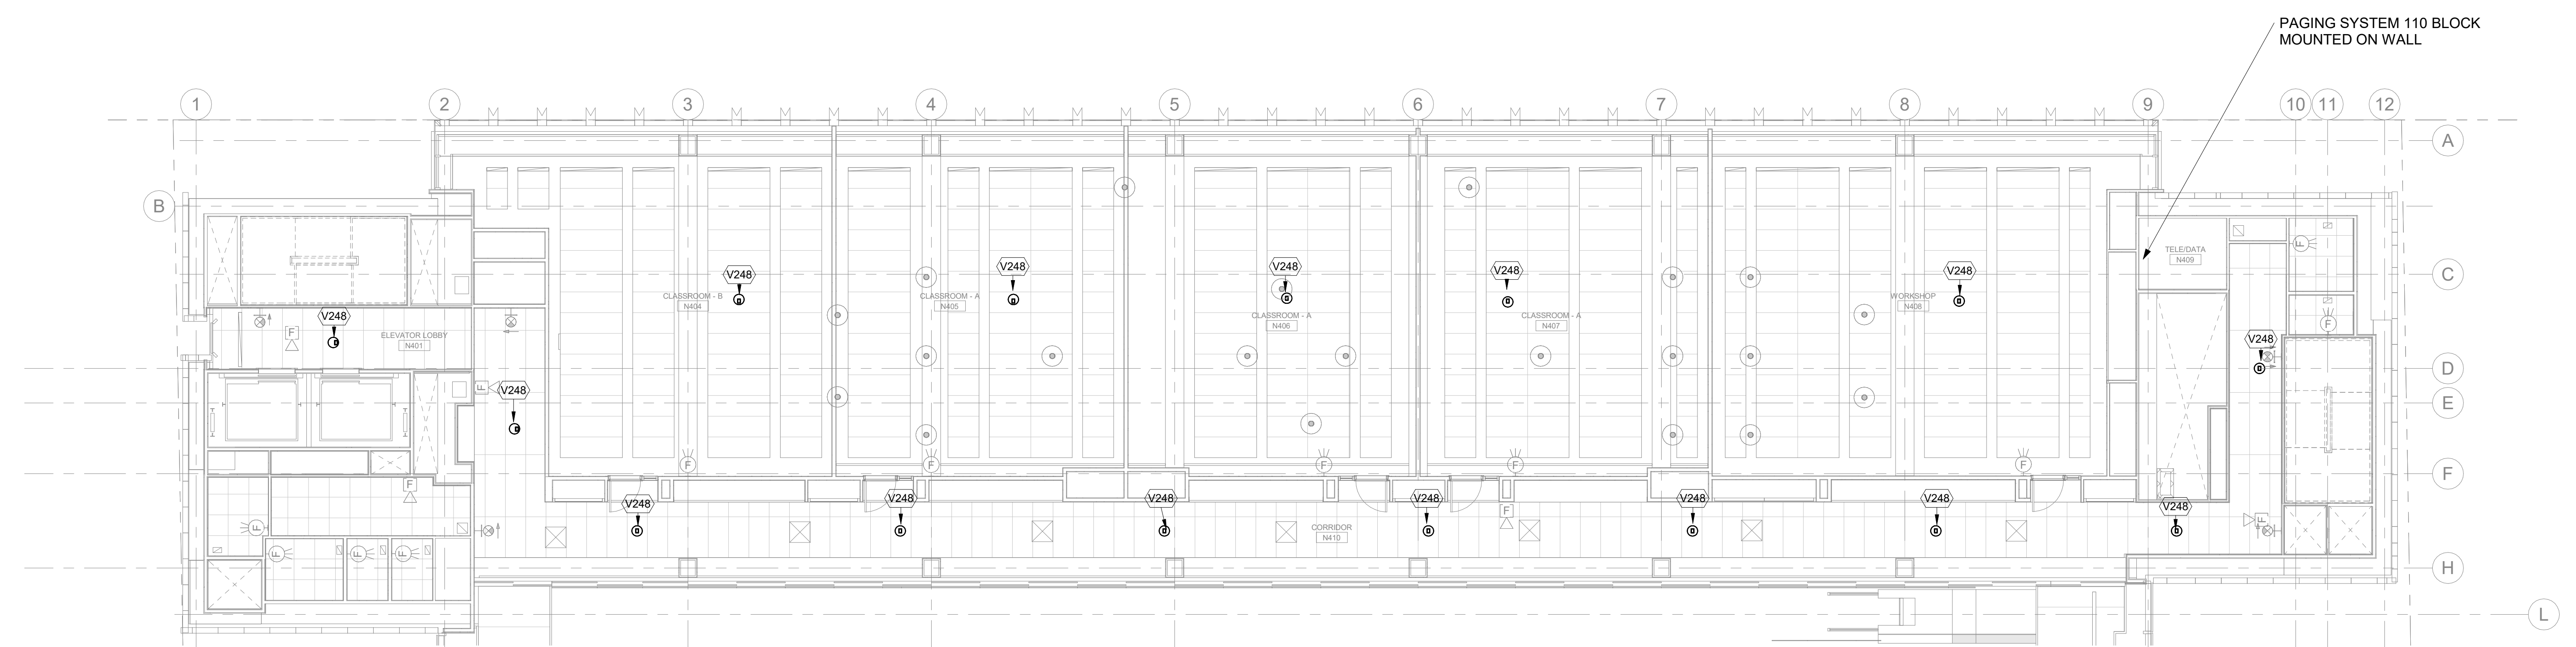 PAGING SYSTEM 110 BLOCK
MOUNTED ON WALL
1 2 3 4 5 6 7 8 9 10 11 12
A
B
TELE/DATA
N409
V248 V248 V248 V248 V248
C
CLASSROOM - B
N404
CLASSROOM - A
N405
WORKSHOP
N408
F
V248
CLASSROOM - A
N406
CLASSROOM - A
N407
F
F
ELEVATOR LOBBY
N401
V248
D
F
V248
E
F F F F F
F
F
V248 V248 V248 V248 V248 V248 V248
F
F
F
CORRIDOR
N410
F F F
H
L